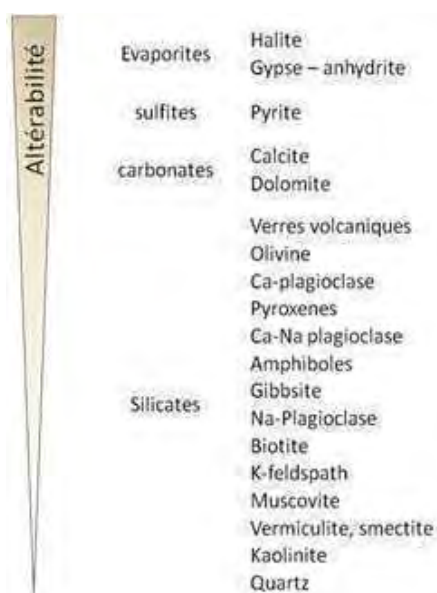 Altérabilité
Evaporites
Halite
Gypse – anhydrite
sulfites
Pyrite
carbonates
Calcite
Dolomite
Silicates
Verres volcaniques
Olivine
Ca-plagioclase
Pyroxenes
Ca-Na plagioclase
Amphiboles
Gibbsite
Na-Plagioclase
Biotite
K-feldspath
Muscovite
Vermiculite, smectite
Kaolinite
Quartz